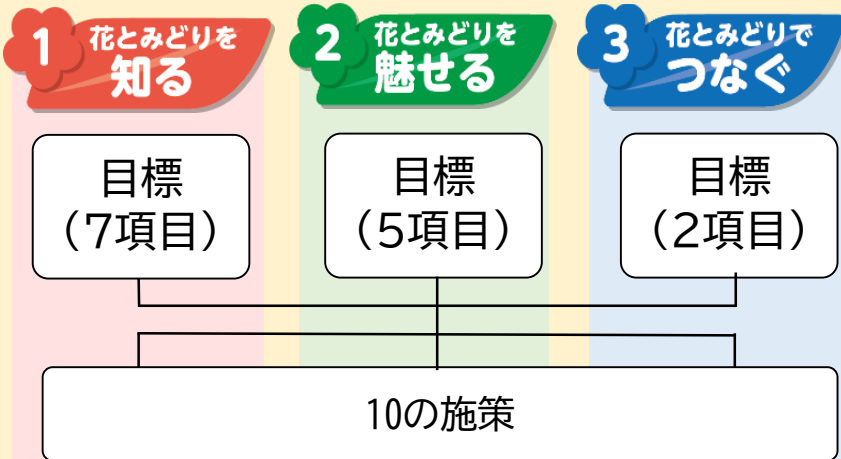 1 花とみどりを
知る
2 花とみどりを
魅せる
3 花とみどりで
つなぐ
目標
(7項目)
目標
(5項目)
目標
(2項目)
10の施策